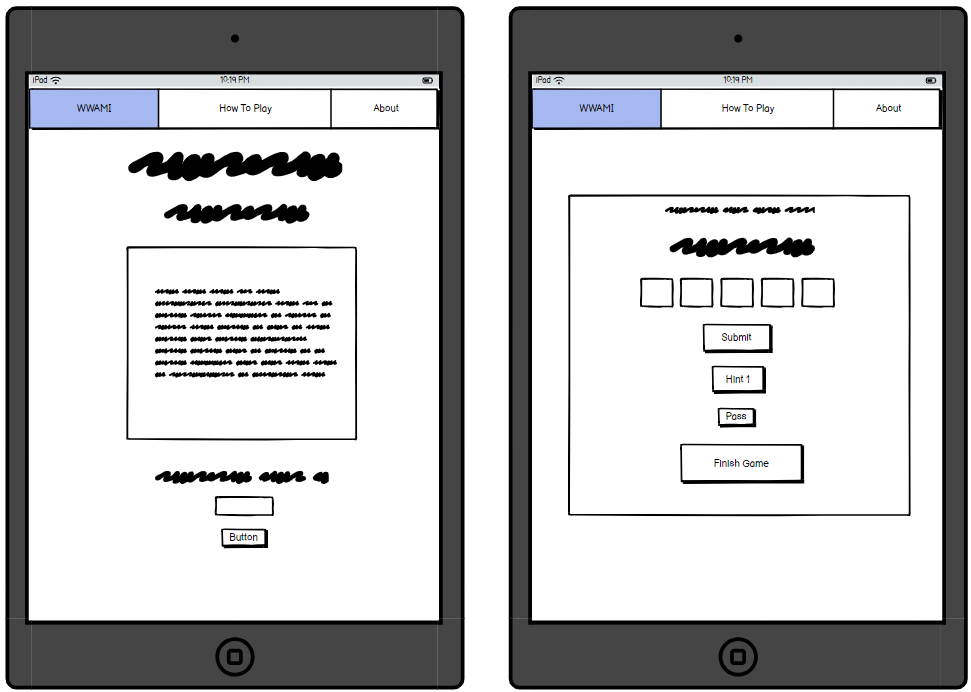 iPad 10:19 PM
WWAMI How To Play About
Button
iPad 10:19 PM
WWAMI How To Play About
Submit
Hint 1
Pass
Finish Game